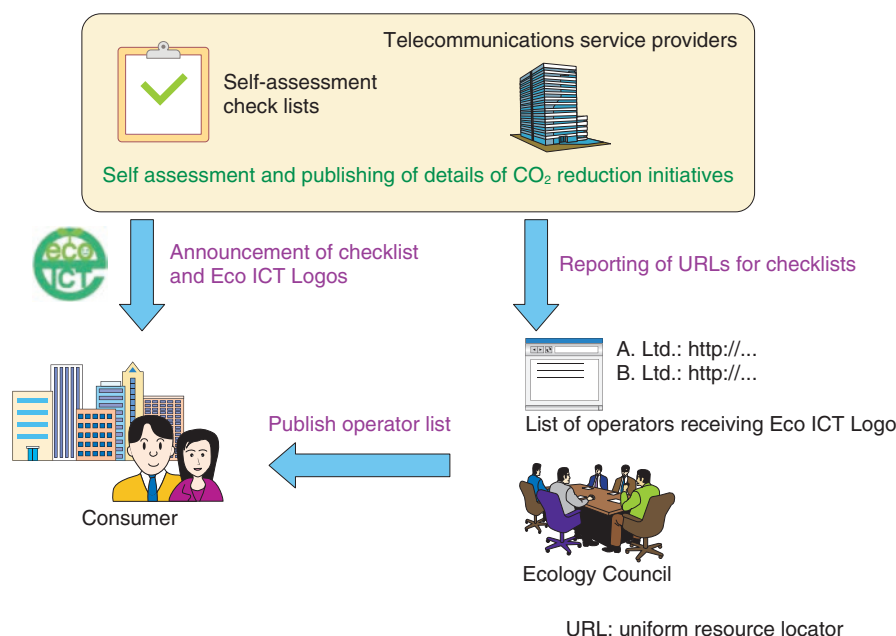 Telecommunications service providers
Self-assessment
check lists
Self assessment and publishing of details of CO₂ reduction initiatives
eco
ICT
Announcement of checklist
and Eco ICT Logos
Reporting of URLs for checklists
A. Ltd.: http://...
B. Ltd.: http://...
List of operators receiving Eco ICT Logo
Publish operator list
Consumer
Ecology Council
URL: uniform resource locator